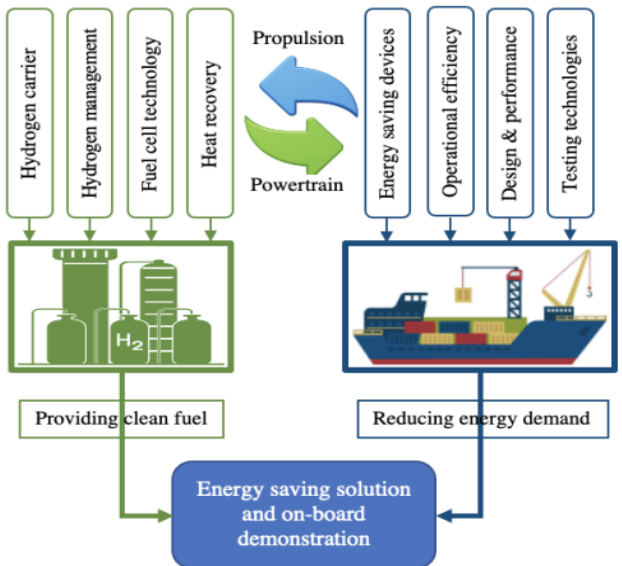 Hydrogen carrier
Hydrogen management
Fuel cell technology
Heat recovery
Propulsion
Powertrain
Energy saving devices
Operational efficiency
Design & performance
Testing technologies
H2
Providing clean fuel
Reducing energy demand
Energy saving solution
and on-board
demonstration